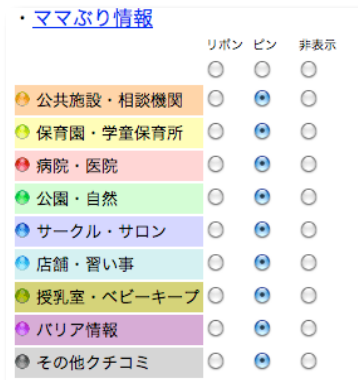 ・ママぶり情報
リボン ピン 非表示
公共施設・相談機関
保育園・学童保育所
病院・医院
公園・自然
サークル・サロン
店舗・習い事
授乳室・ベビーキープ
バリア情報
その他クチコミ